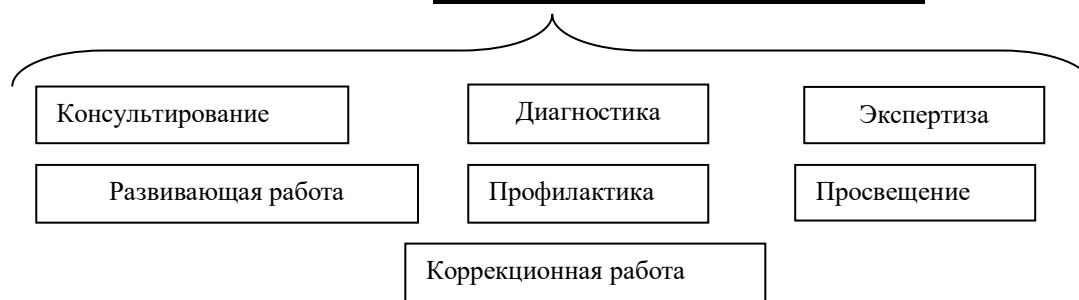 Консультирование
Диагностика
Экспертиза
Развивающая работа
Профилактика
Просвещение
Коррекционная работа